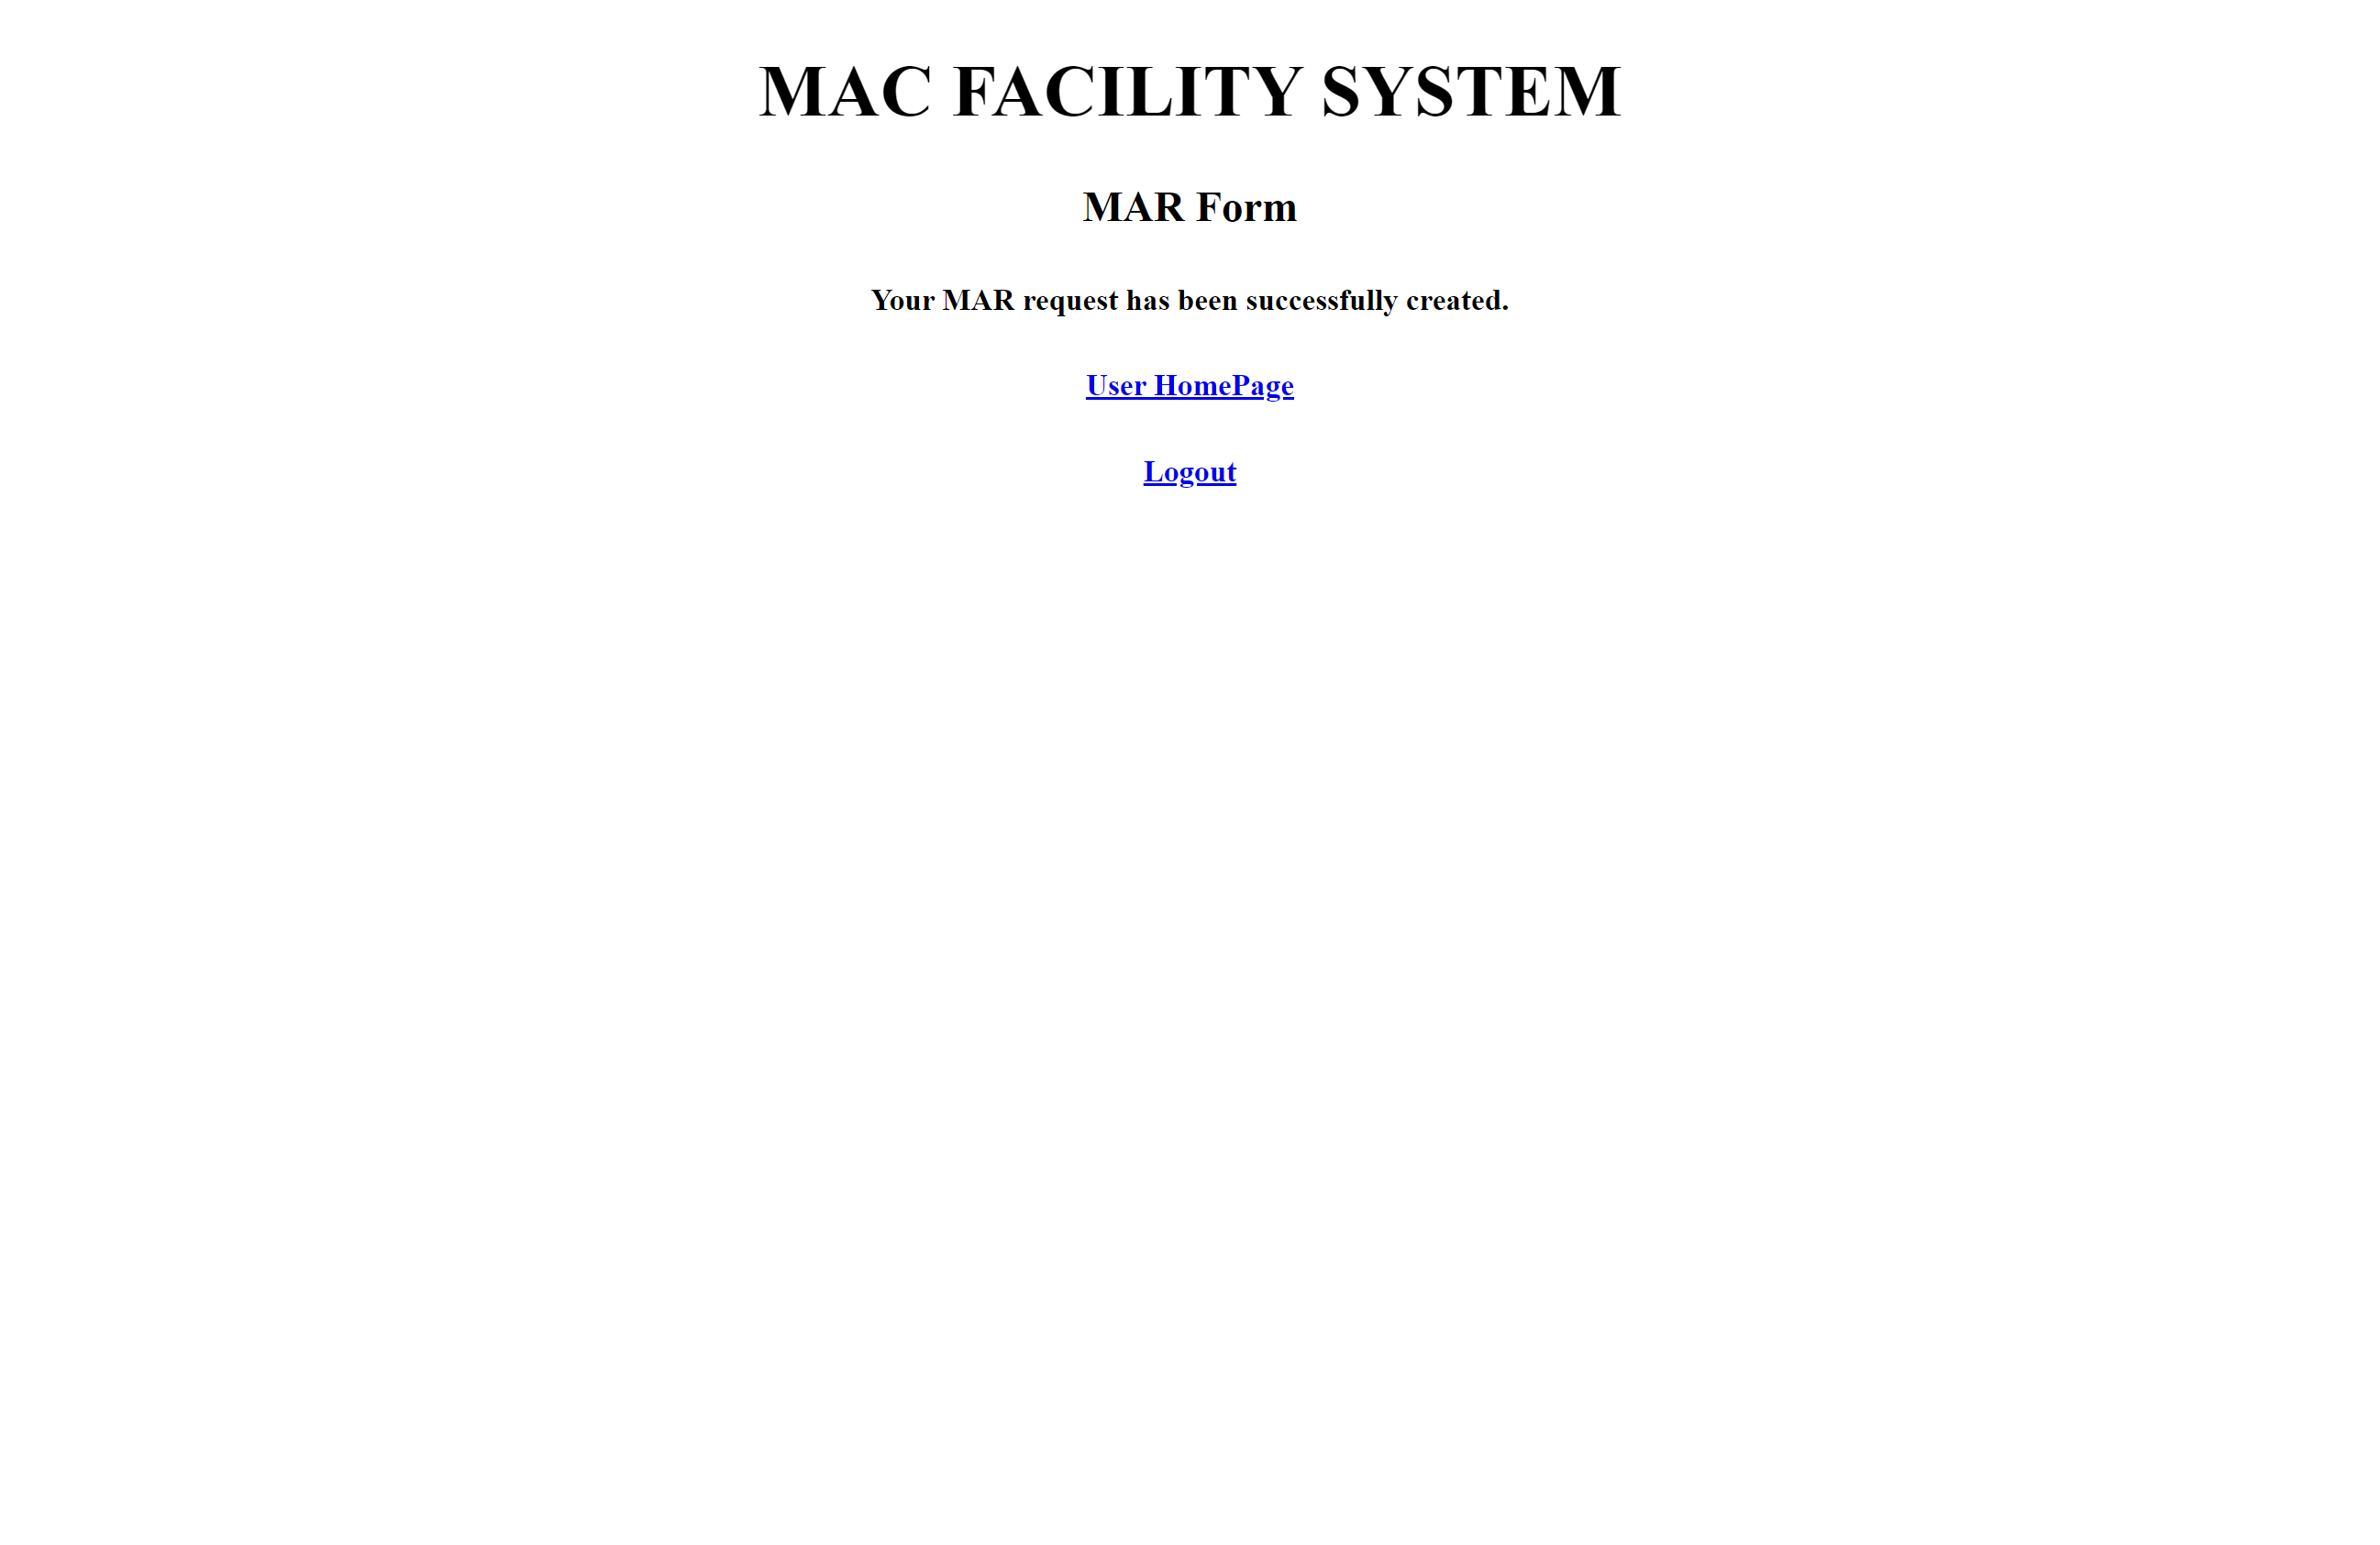 MAC FACILITY SYSTEM
MAR Form
Your MAR request has been successfully created.
User HomePage
Logout